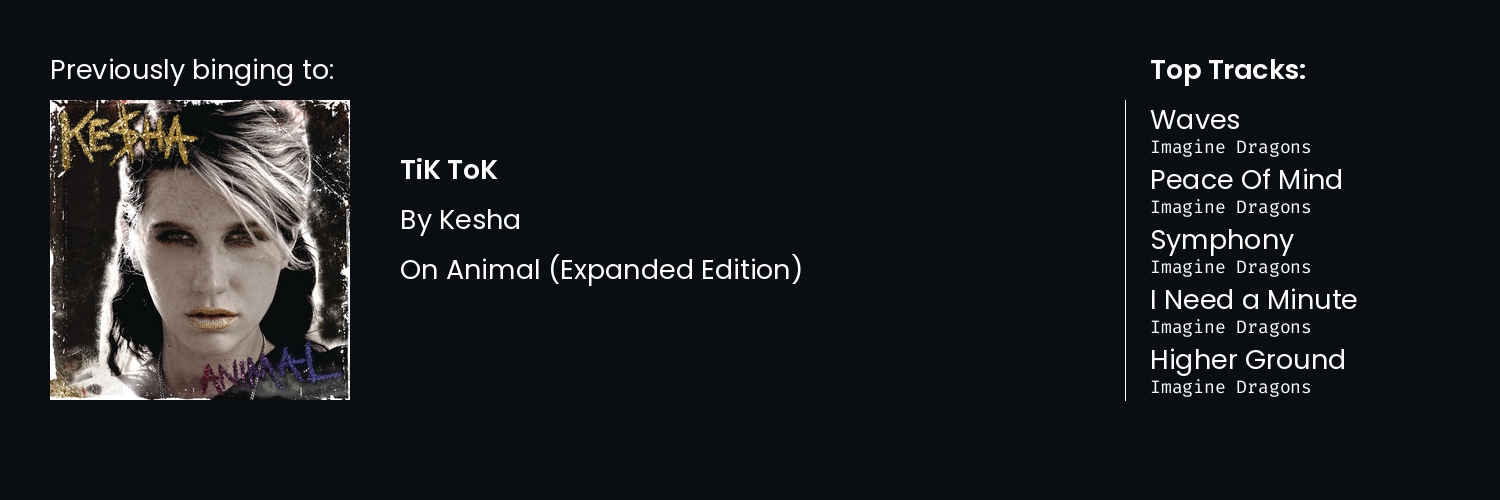 Previously binging to:
KE$HA
ANIMAL
TiK ToK
By Kesha
On Animal (Expanded Edition)
Top Tracks:
Waves
Imagine Dragons
Peace Of Mind
Imagine Dragons
Symphony
Imagine Dragons
I Need a Minute
Imagine Dragons
Higher Ground
Imagine Dragons